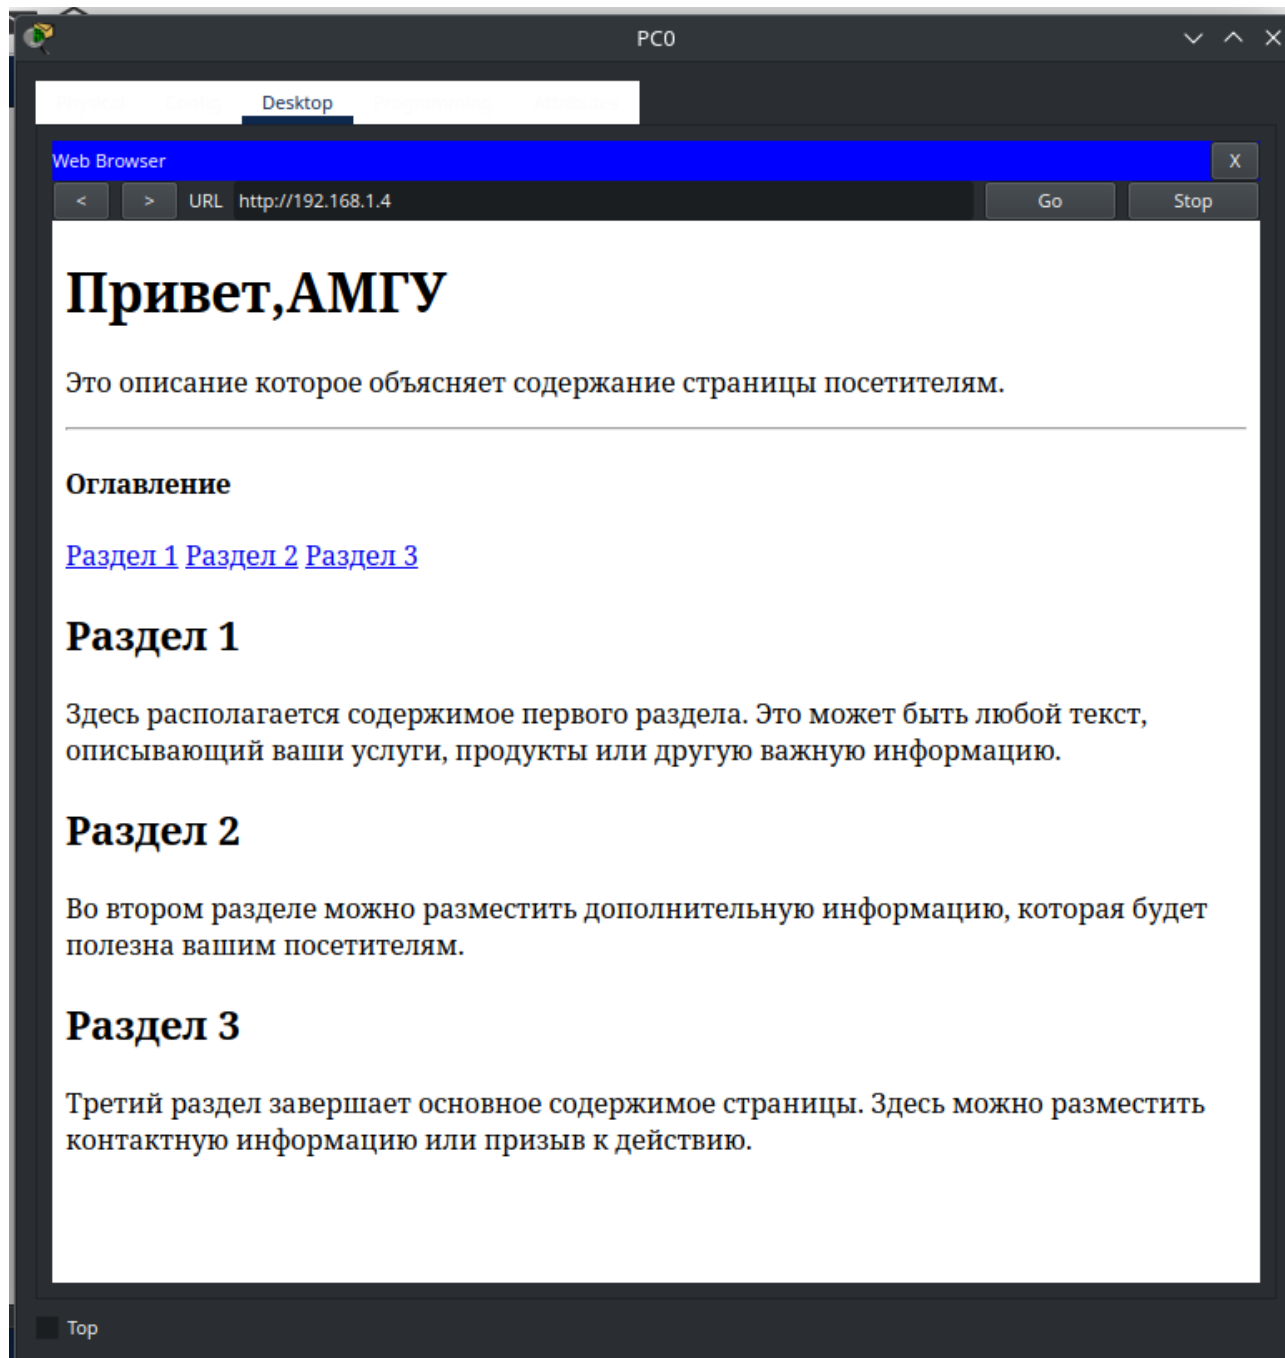 PC0
Desktop
Web Browser
X
< > URL http://192.168.1.4 Go Stop
Привет,АМГУ
Это описание которое объясняет содержание страницы посетителям.
Оглавление
Раздел 1 Раздел 2 Раздел 3
Раздел 1
Здесь располагается содержимое первого раздела. Это может быть любой текст,
описывающий ваши услуги, продукты или другую важную информацию.
Раздел 2
Во втором разделе можно разместить дополнительную информацию, которая будет
полезна вашим посетителям.
Раздел 3
Третий раздел завершает основное содержимое страницы. Здесь можно разместить
контактную информацию или призыв к действию.
Top